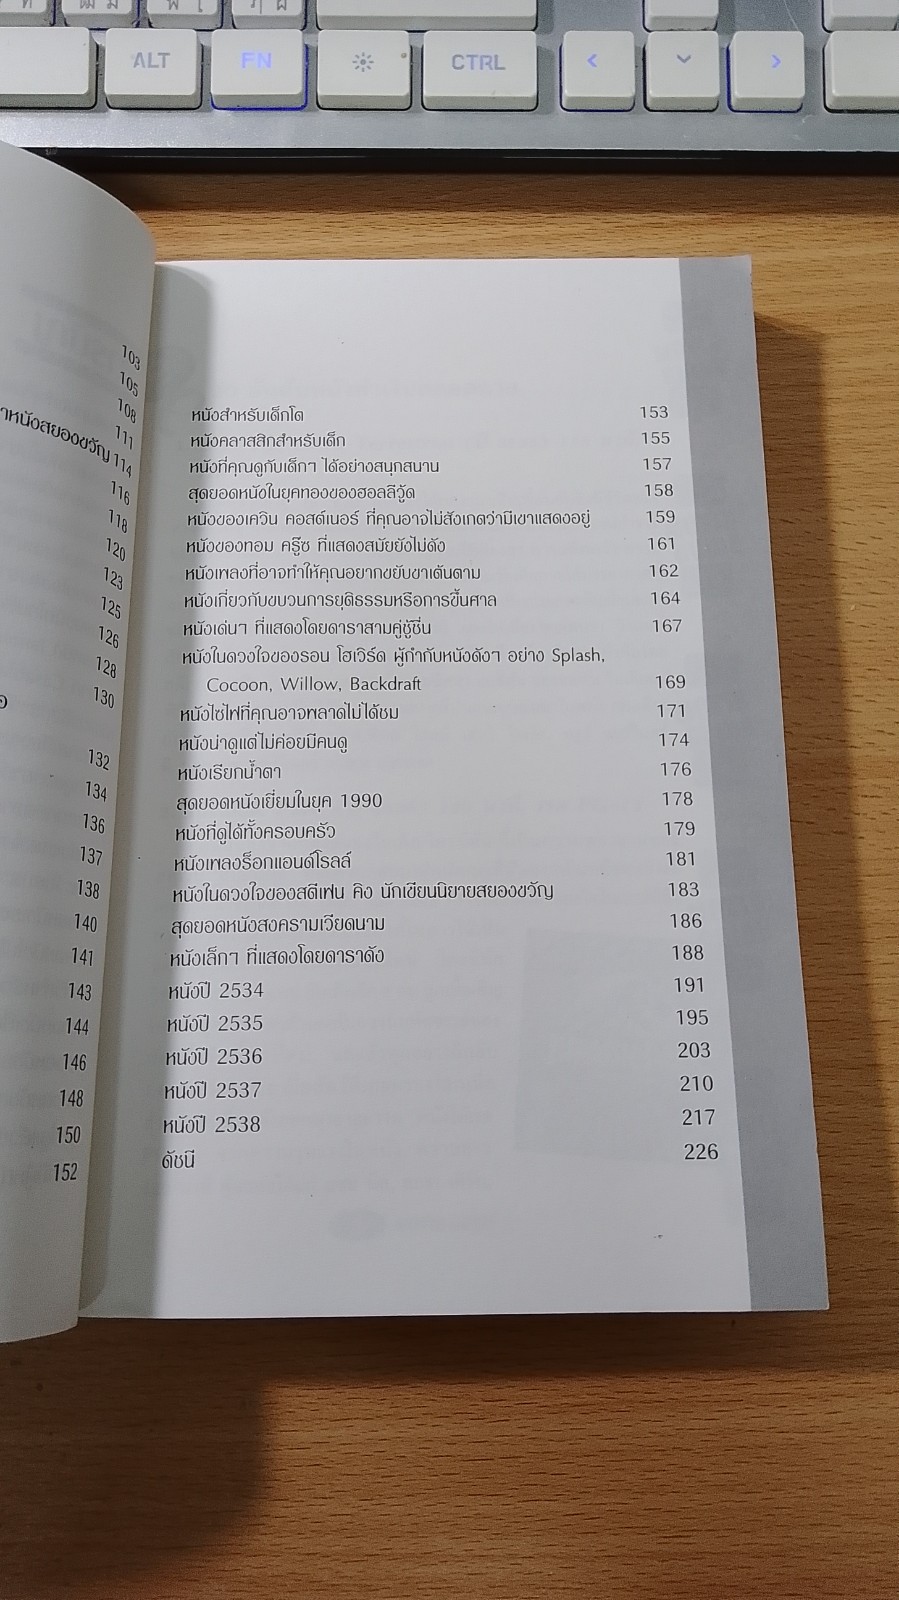 ALT
FN
CTRL
103
105
108
111
าหนังสยองขวัญ 114
116
118
120
123
125
126
128
130
132
134
136
137
138
140
141
143
144
146
148
150
152
หนังสำหรับเด็กโต 153
หนังคลาสสิกสำหรับเด็ก 155
หนังที่คุณดูกับเด็กๆ ได้อย่างสนุกสนาน 157
สุดยอดหนังในยุคทองของฮอลลีวู้ด 158
หนังของเควิน คอสต์เนอร์ ที่คุณอาจไม่สังเกตว่ามีเขาแสดงอยู่ 159
หนังของทอม ครู๊ซ ที่แสดงสมัยยังไม่ดัง 161
หนังเพลงที่อาจทำให้คุณอยากขยับขาเต้นตาม 162
หนังเกี่ยวกับขบวนการยุติธรรมหรือการขึ้นศาล 164
หนังเด่นๆ ที่แสดงโดยดาราสามคู่ชู้ชื่น 167
หนังในดวงใจของรอน โฮเวิร์ด ผู้กำกับหนังดังๆ อย่าง Splash,
Cocoon, Willow, Backdraft 169
หนังไซไฟที่คุณอาจพลาดไม่ได้ชม 171
หนังน่าดูแต่ไม่ค่อยมีคนดู 174
หนังเรียกน้ำตา 176
สุดยอดหนังเยี่ยมในยุค 1990 178
หนังที่ดูได้ทั้งครอบครัว 179
หนังเพลงร็อกแอนด์โรลล์ 181
หนังในดวงใจของสตีเฟน คิง นักเขียนนิยายสยองขวัญ 183
สุดยอดหนังสงครามเวียดนาม 186
หนังเล็กๆ ที่แสดงโดยดาราดัง 188
หนังปี 2534 191
หนังปี 2535 195
หนังปี 2536 203
หนังปี 2537 210
หนังปี 2538 217
ดัชนี 226